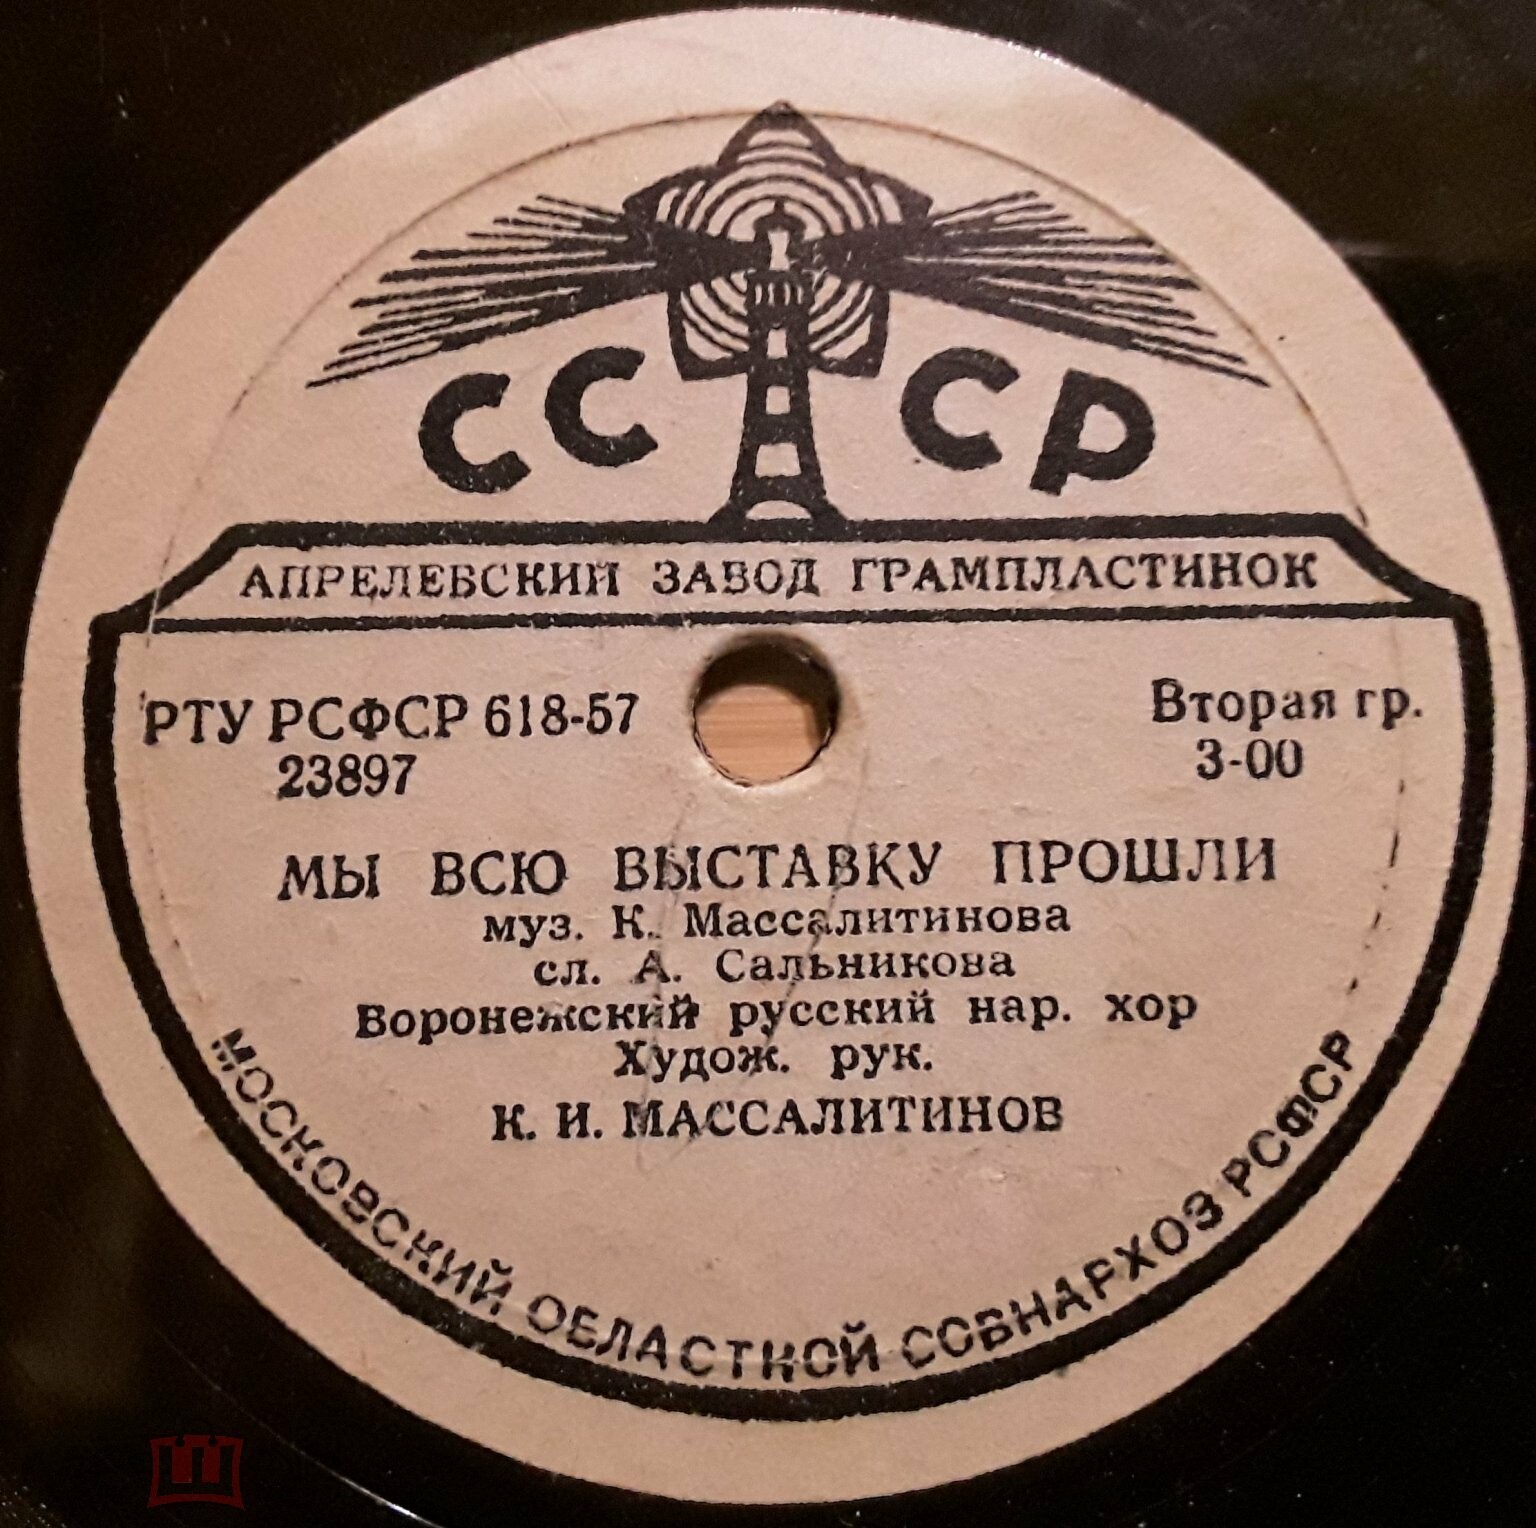 СССР
АПРЕЛЕВСКИЙ ЗАВОД ГРАМПЛАСТИНОК
РТУ РСФСР 618-57
23897
Вторая гр.
3-00
МЫ ВСЮ ВЫСТАВКУ ПРОШЛИ
муз. К. Массалитинова
сл. А. Сальникова
Воронежский русский нар. хор
Худож. рук.
К. И. МАССАЛИТИНОВ
МОСКОВСКИЙ ОБЛАСТНОЙ СОВНАРХОЗ РСФСР